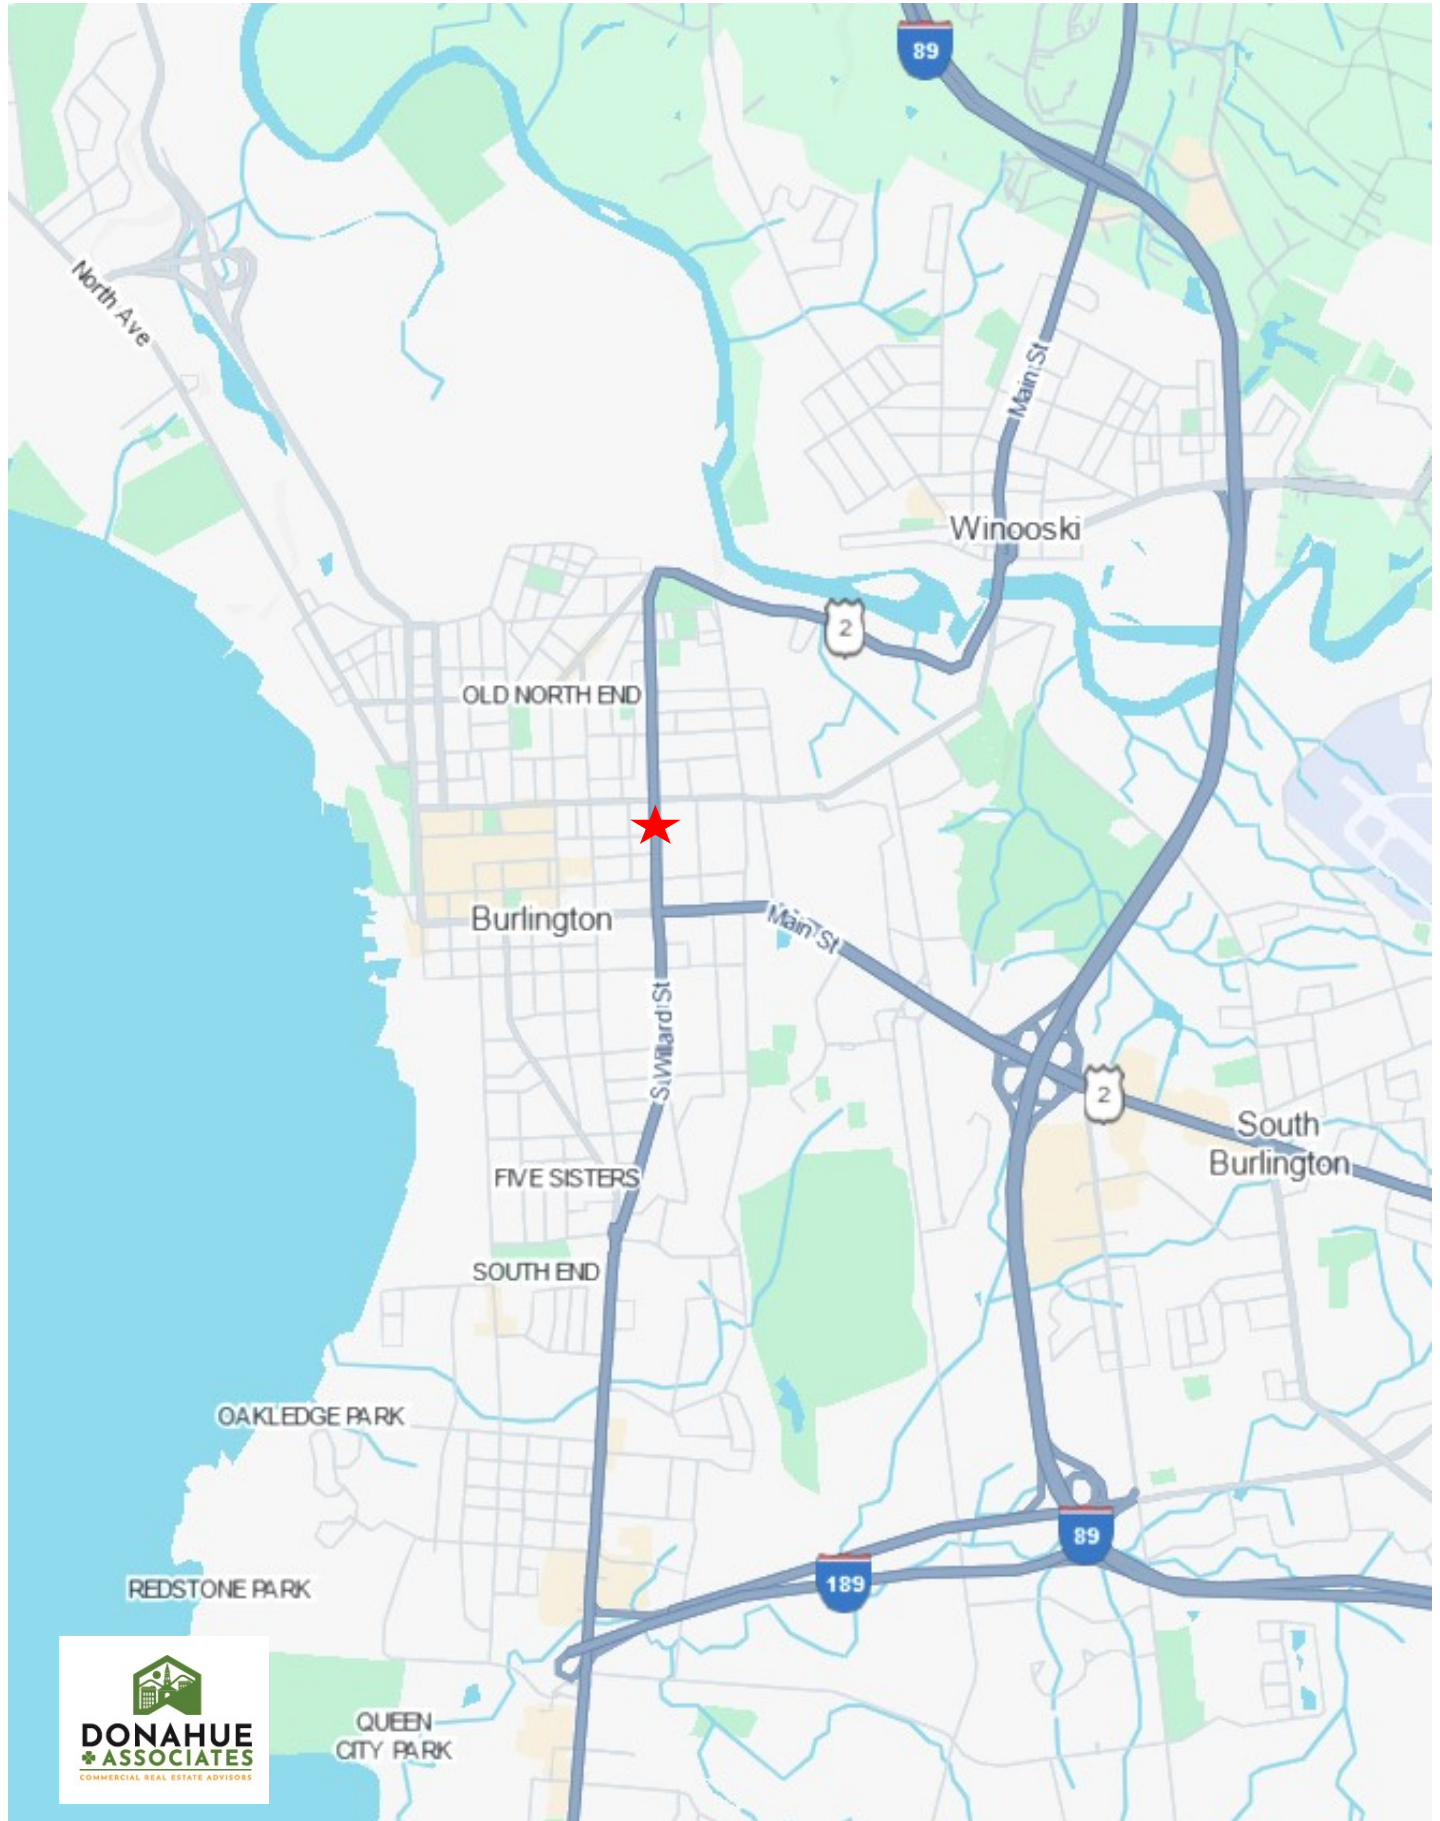 89
North Ave
Main St
Winooski
2
OLD NORTH END
Burlington
Main St
S Willard St
2
South
Burlington
FIVE SISTERS
SOUTH END
OAKLEDGE PARK
89
189
REDSTONE PARK
QUEEN
CITY PARK
DONAHUE
ASSOCIATES
COMMERCIAL REAL ESTATE ADVISORS